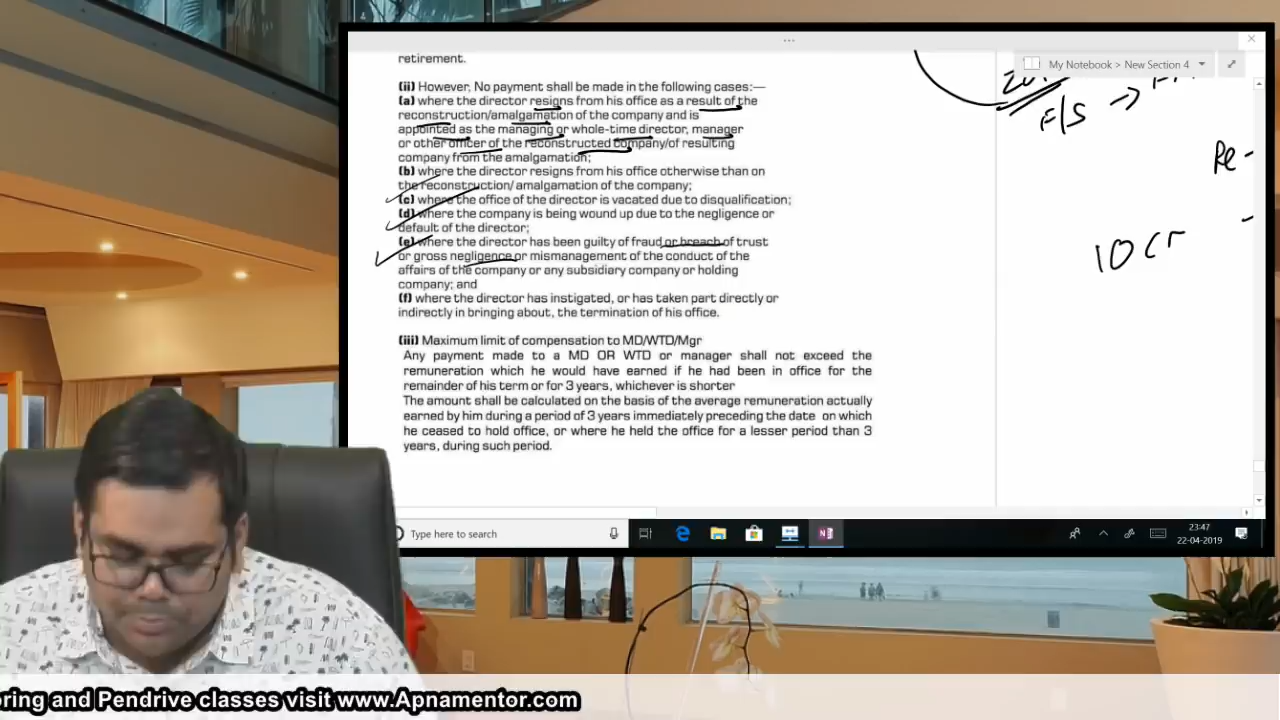 retirement.
(ii) However, No payment shall be made in the following cases:—
(a) where the director resigns from his office as a result of the
reconstruction/amalgamation of the company and is
appointed as the managing or whole-time director, manager
or other officer of the reconstructed company/of resulting
company from the amalgamation;
(b) where the director resigns from his office otherwise than on
the reconstruction/ amalgamation of the company;
(c) where the office of the director is vacated due to disqualification;
(d) where the company is being wound up due to the negligence or
default of the director;
(e) where the director has been guilty of fraud or breach of trust
or gross negligence or mismanagement of the conduct of the
affairs of the company or any subsidiary company or holding
company; and
(f) where the director has instigated, or has taken part directly or
indirectly in bringing about, the termination of his office.
(iii) Maximum limit of compensation to MD/WTD/Mgr
Any payment made to a MD OR WTD or manager shall not exceed the
remuneration which he would have earned if he had been in office for the
remainder of his term or for 3 years, whichever is shorter
The amount shall be calculated on the basis of the average remuneration actually
earned by him during a period of 3 years immediately preceding the date on which
he ceased to hold office, or where he held the office for a lesser period than 3
years, during such period.
My Notebook > New Section 4
F/S →
Re-
10 cr
Type here to search
23:47
22-04-2019
oring and Pendrive classes visit www.Apnamentor.com